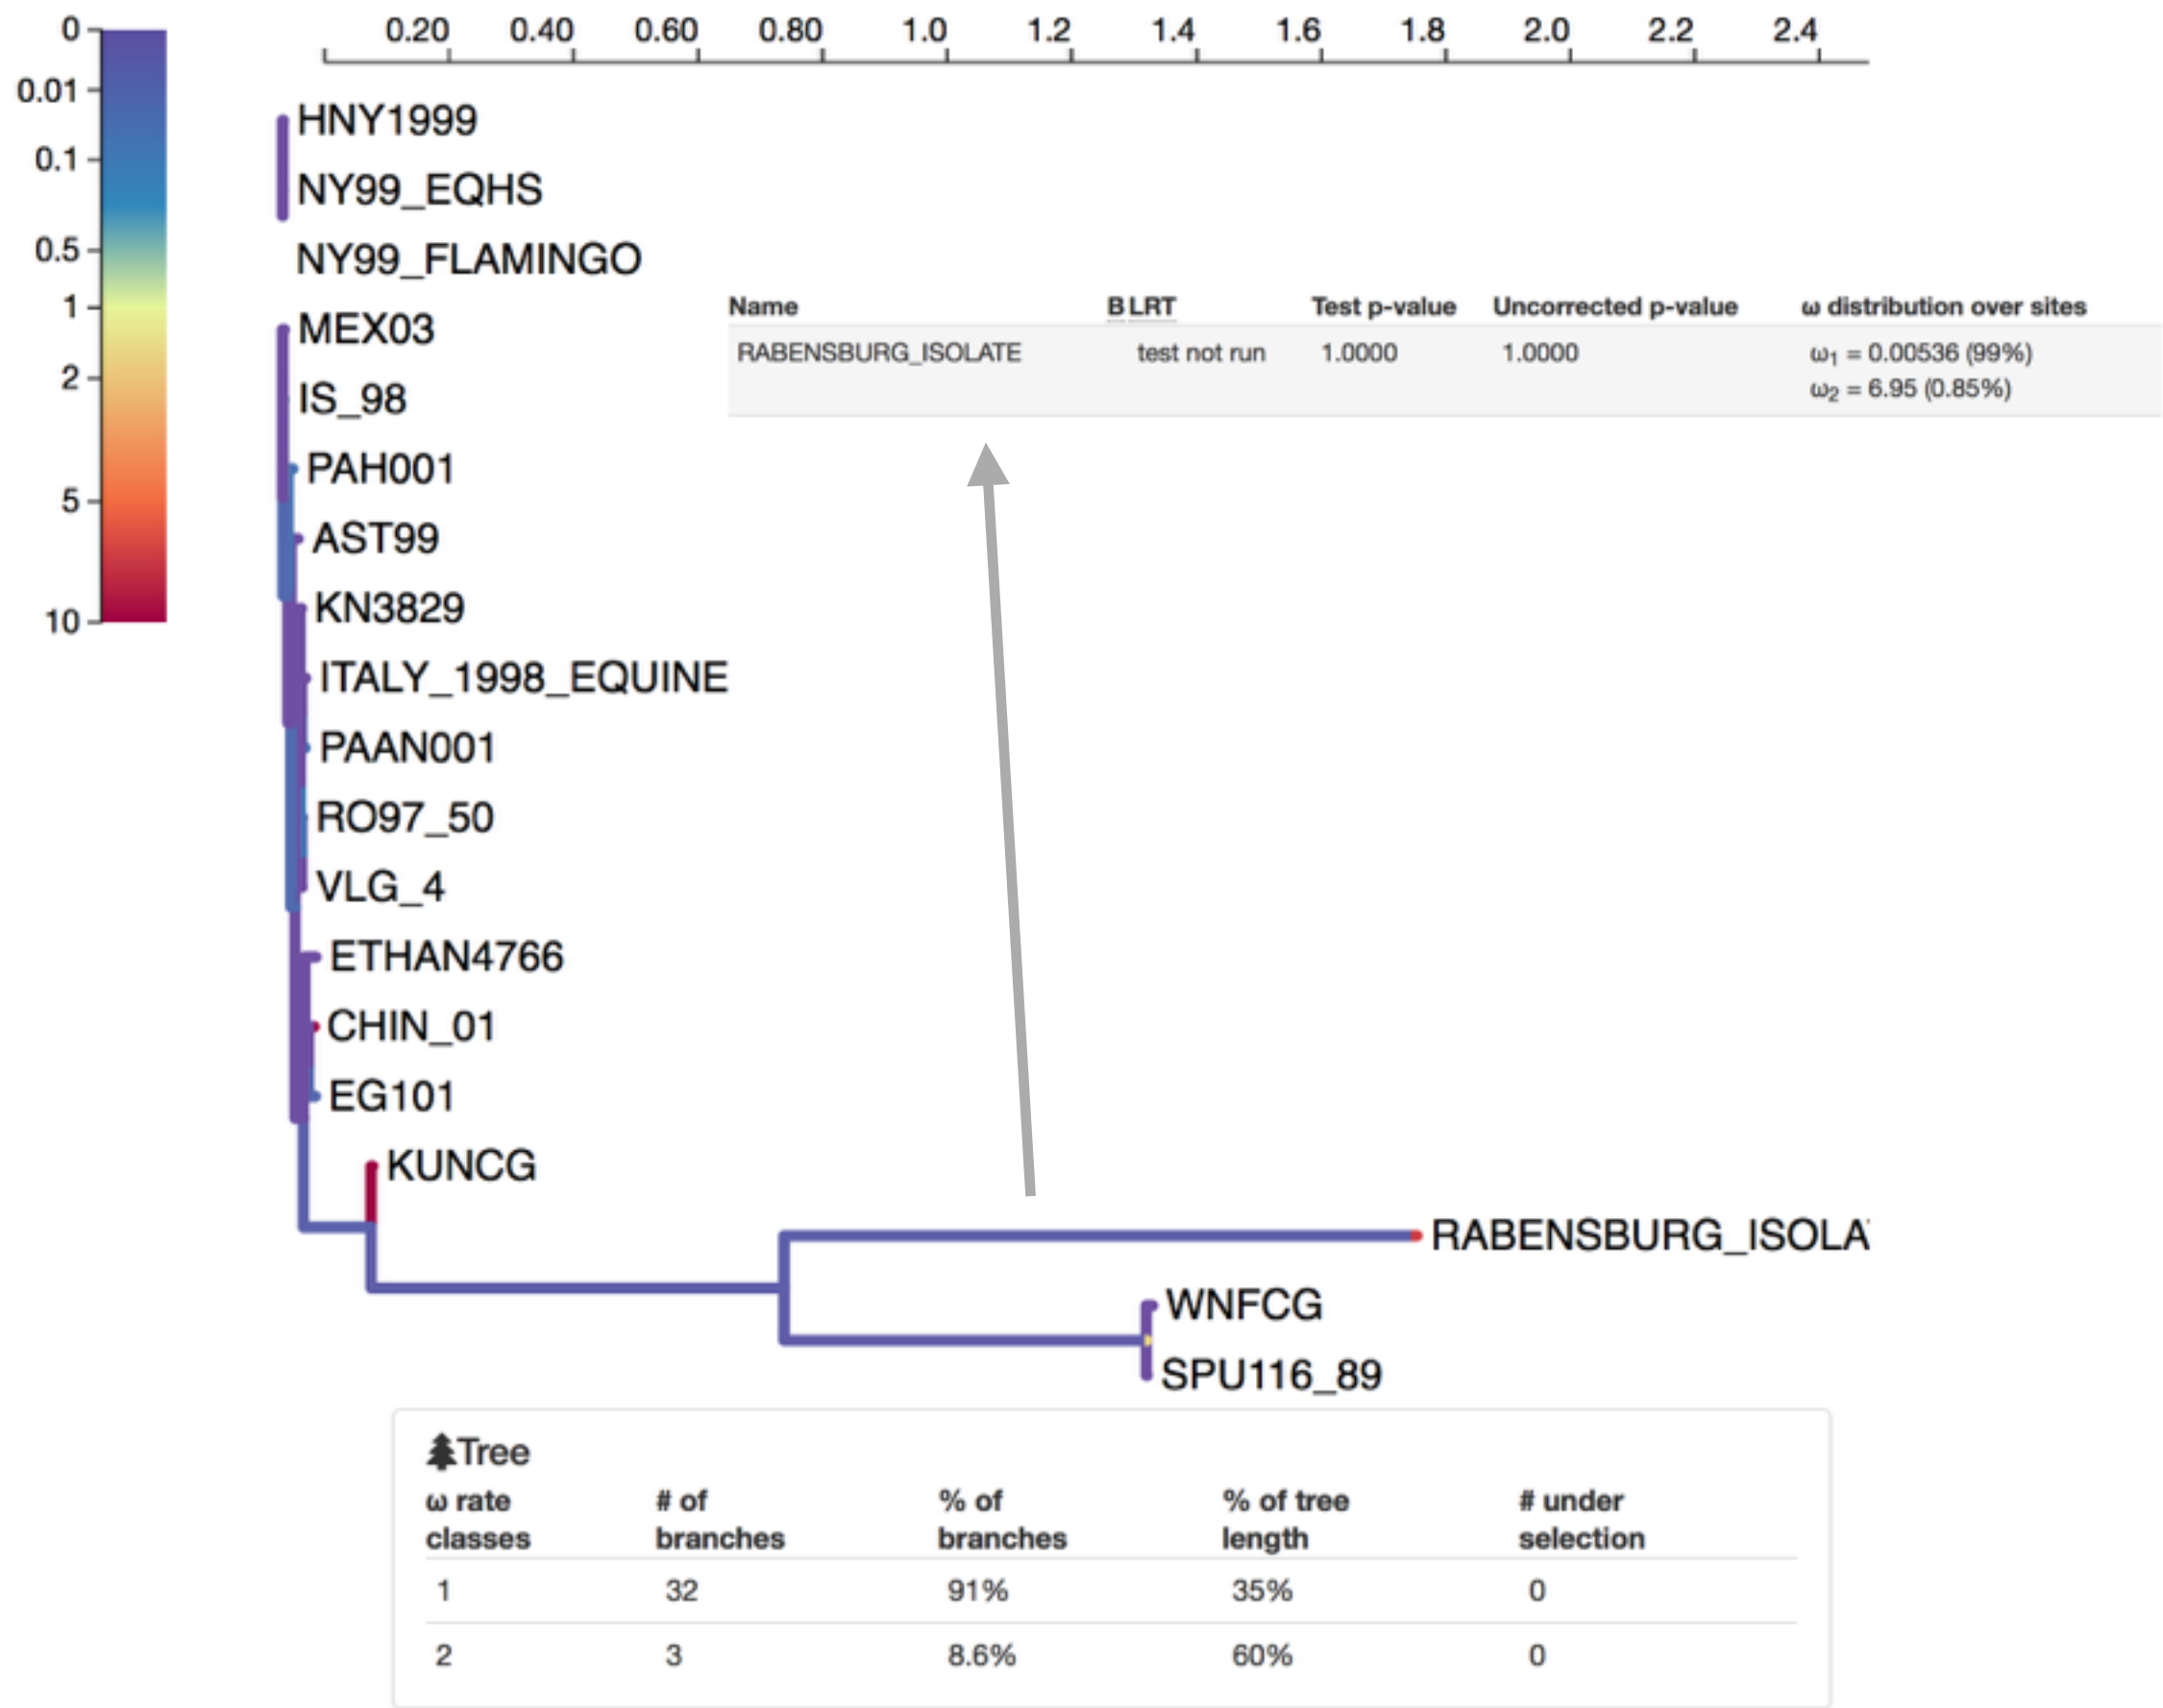 0.20 0.40 0.60 0.80 1.0 1.2 1.4 1.6 1.8 2.0 2.2 2.4
0
0.01
0.1
0.5
1
2
5
10
HNY1999
NY99_EQHS
NY99_FLAMINGO
MEX03
IS_98
PAH001
AST99
KN3829
ITALY_1998_EQUINE
PAAN001
RO97_50
VLG_4
ETHAN4766
CHIN_01
EG101
KUNCG
RABENSBURG_ISOLA
WNFCG
SPU116_89
Name B LRT Test p-value Uncorrected p-value ω distribution over sites
RABENSBURG_ISOLATE test not run 1.0000 1.0000 ω1 = 0.00536 (99%)
ω2 = 6.95 (0.85%)
Tree
ω rate classes # of branches % of branches % of tree length # under selection
1 32 91% 35% 0
2 3 8.6% 60% 0